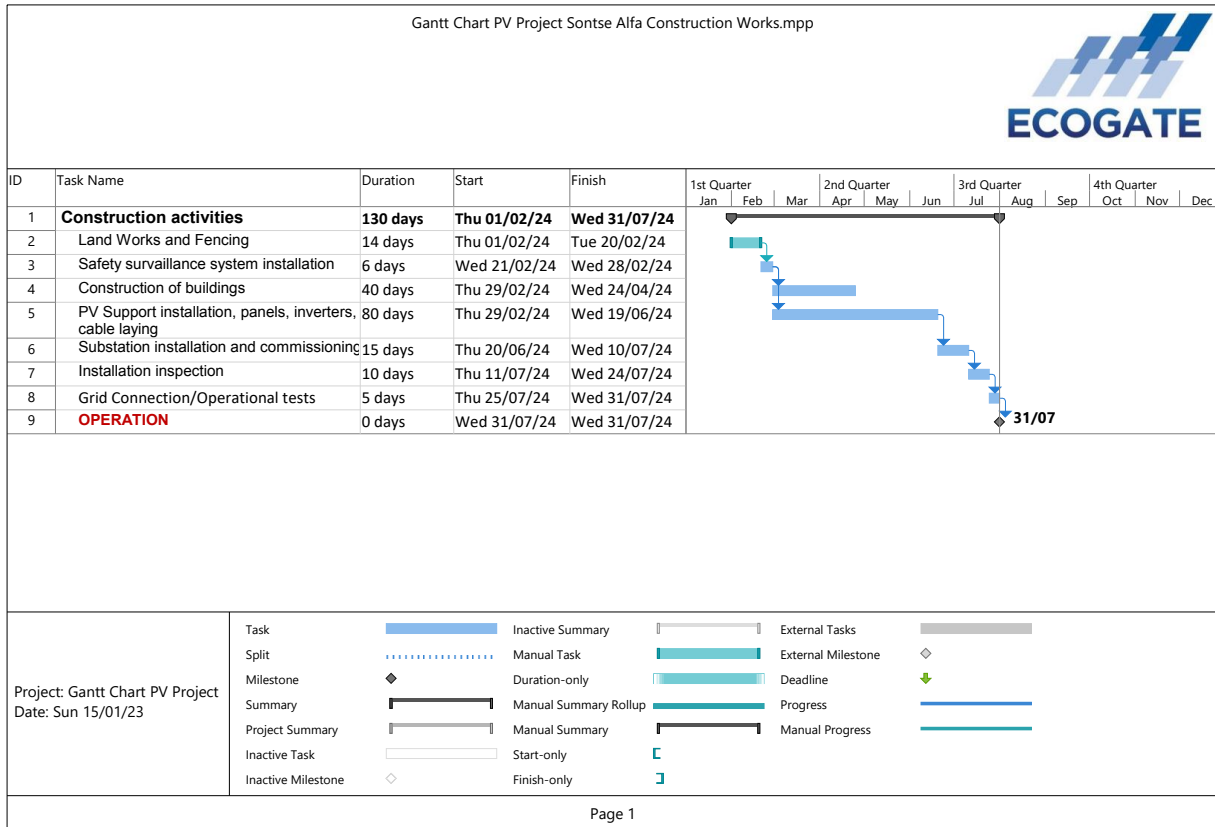 Gantt Chart PV Project Sontse Alfa Construction Works.mpp
ECOGATE
ID Task Name Duration Start Finish 1st Quarter 2nd Quarter 3rd Quarter 4th Quarter
Jan Feb Mar Apr May Jun Jul Aug Sep Oct Nov Dec
1 Construction activities 130 days Thu 01/02/24 Wed 31/07/24
2 Land Works and Fencing 14 days Thu 01/02/24 Tue 20/02/24
3 Safety survaillance system installation 6 days Wed 21/02/24 Wed 28/02/24
4 Construction of buildings 40 days Thu 29/02/24 Wed 24/04/24
5 PV Support installation, panels, inverters, 80 days Thu 29/02/24 Wed 19/06/24
cable laying
6 Substation installation and commissioning 15 days Thu 20/06/24 Wed 10/07/24
7 Installation inspection 10 days Thu 11/07/24 Wed 24/07/24
8 Grid Connection/Operational tests 5 days Thu 25/07/24 Wed 31/07/24
9 OPERATION 0 days Wed 31/07/24 Wed 31/07/24 31/07
Project: Gantt Chart PV Project
Date: Sun 15/01/23
Task Inactive Summary External Tasks
Split Manual Task External Milestone
Milestone Duration-only Deadline
Summary Manual Summary Rollup Progress
Project Summary Manual Summary Manual Progress
Inactive Task Start-only
Inactive Milestone Finish-only
Page 1